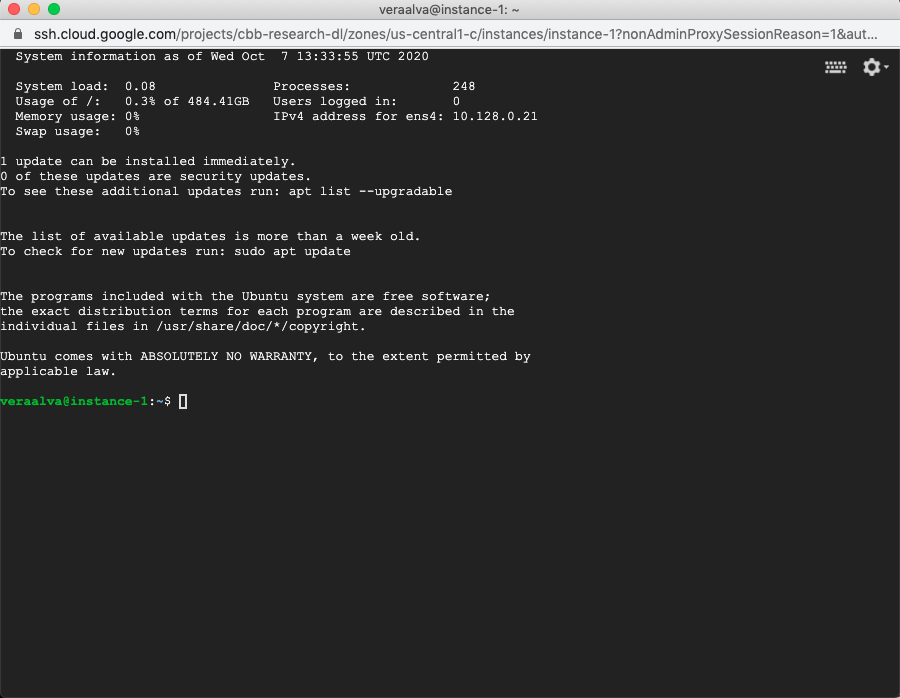 veraalva@instance-1: ~
ssh.cloud.google.com/projects/cbb-research-dl/zones/us-central1-c/instances/instance-1?nonAdminProxySessionReason=1&aut...
System information as of Wed Oct  7 13:33:55 UTC 2020
System load:  0.08               Processes:             248
Usage of /:   0.3% of 484.41GB   Users logged in:       0
Memory usage: 0%                 IPv4 address for ens4: 10.128.0.21
Swap usage:   0%
1 update can be installed immediately.
0 of these updates are security updates.
To see these additional updates run: apt list --upgradable
The list of available updates is more than a week old.
To check for new updates run: sudo apt update
The programs included with the Ubuntu system are free software;
the exact distribution terms for each program are described in the
individual files in /usr/share/doc/*/copyright.
Ubuntu comes with ABSOLUTELY NO WARRANTY, to the extent permitted by
applicable law.
veraalva@instance-1:~$